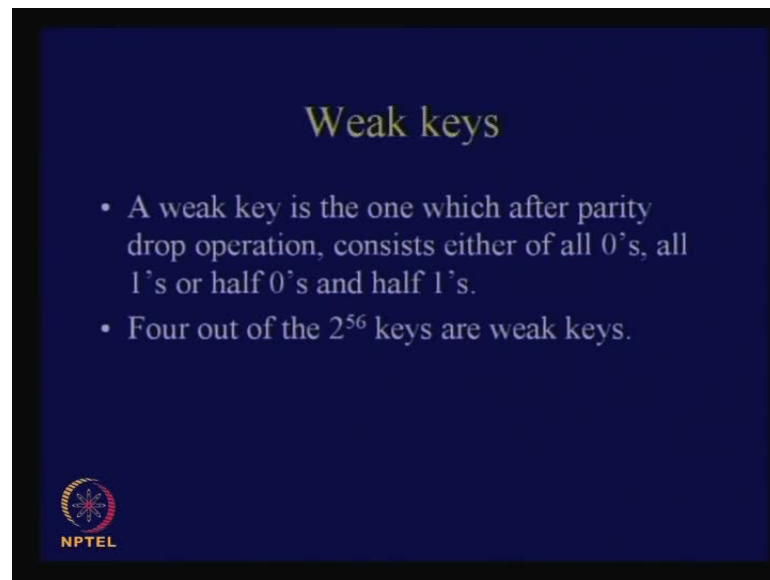 Weak keys
• A weak key is the one which after parity
drop operation, consists either of all 0's, all
1's or half 0's and half 1's.
• Four out of the 2⁵⁶ keys are weak keys.
NPTEL